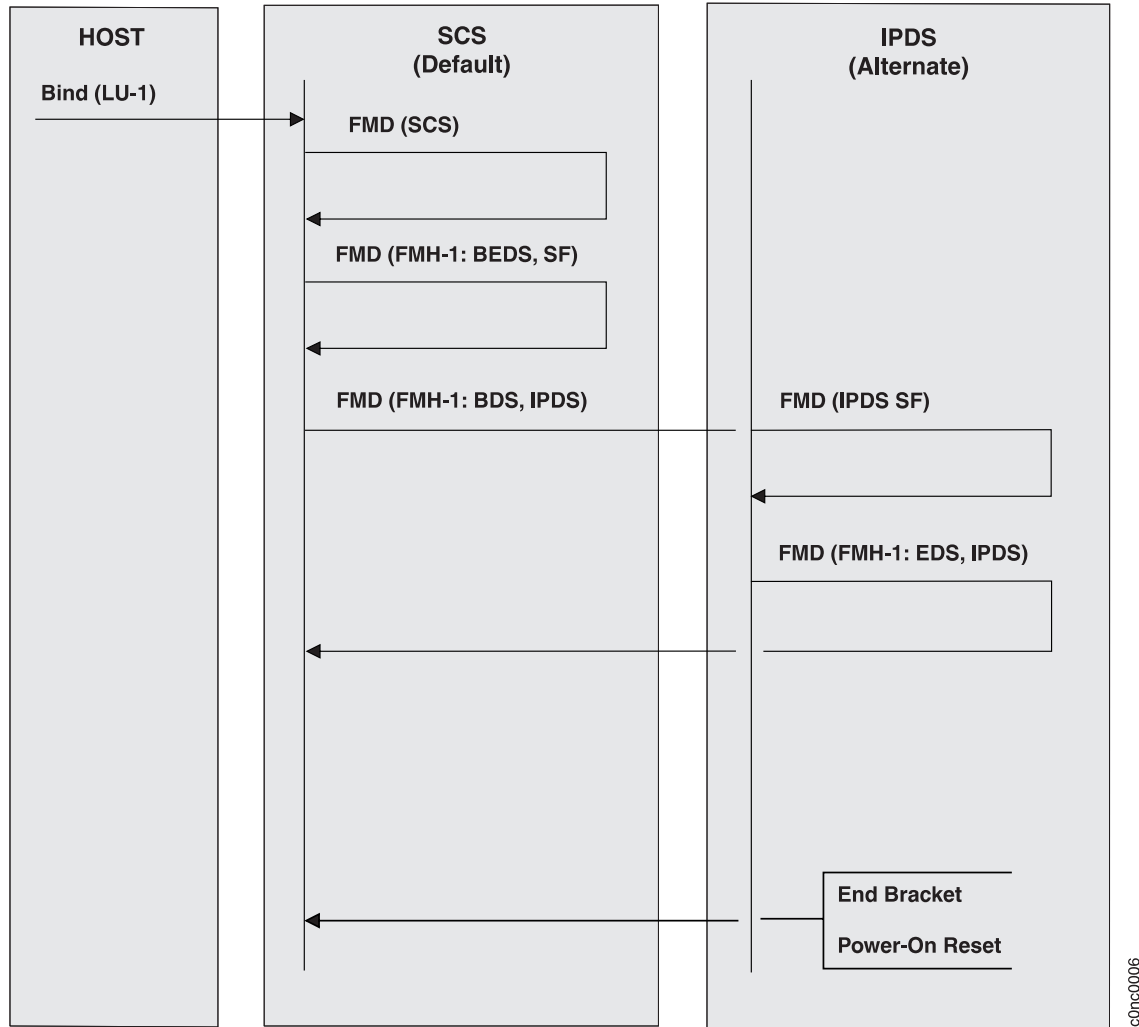 HOST
SCS
(Default)
IPDS
(Alternate)
Bind (LU-1)
FMD (SCS)
FMD (FMH-1: BEDS, SF)
FMD (FMH-1: BDS, IPDS)
FMD (IPDS SF)
FMD (FMH-1: EDS, IPDS)
End Bracket
Power-On Reset
c0nc0006